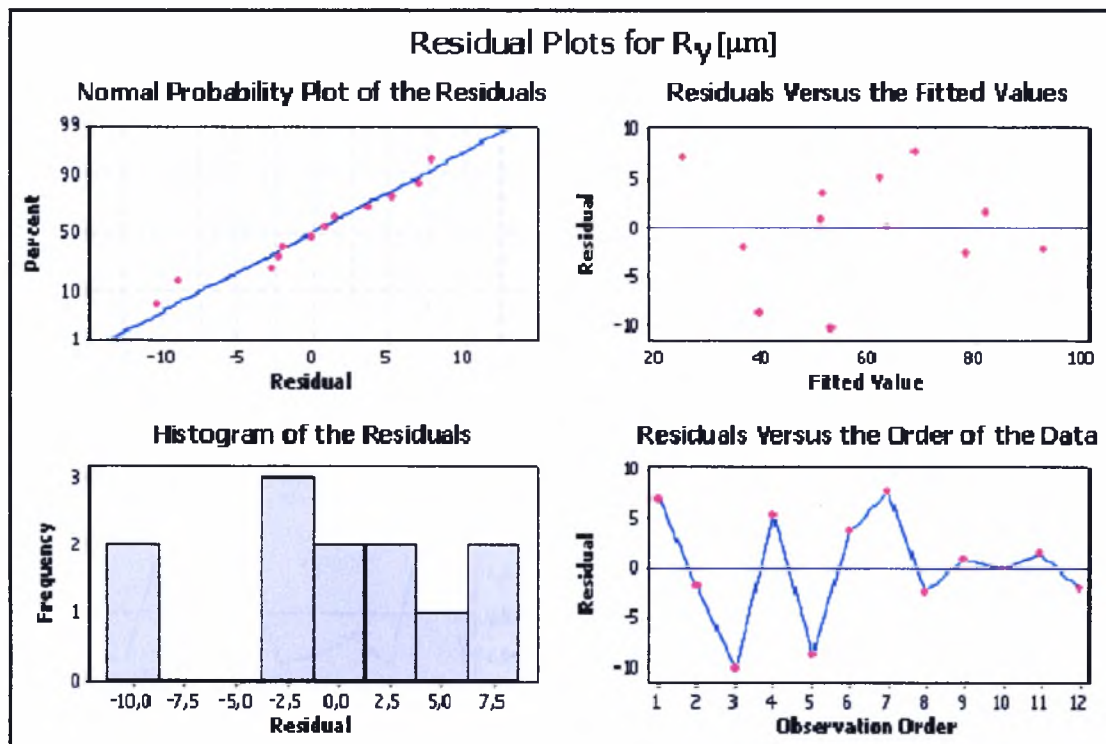 Residual Plots for Ry [µm]
Normal Probability Plot of the Residuals
99
90
50
10
1
Percent
-10 -5 0 5 10
Residual
Residuals Versus the Fitted Values
10
5
0
-5
-10
Residual
20 40 60 80 100
Fitted Value
Histogram of the Residuals
3
2
1
0
Frequency
-10,0 -7,5 -5,0 -2,5 0,0 2,5 5,0 7,5
Residual
Residuals Versus the Order of the Data
10
5
0
-5
-10
Residual
1 2 3 4 5 6 7 8 9 10 11 12
Observation Order